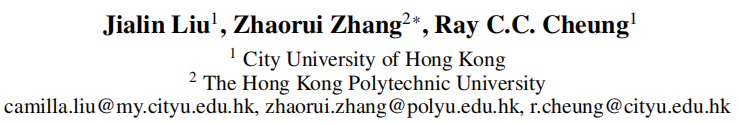 Jialin Liu¹, Zhaorui Zhang²*, Ray C.C. Cheung¹
¹ City University of Hong Kong
² The Hong Kong Polytechnic University
camilla.liu@my.cityu.edu.hk, zhaorui.zhang@polyu.edu.hk, r.cheung@cityu.edu.hk